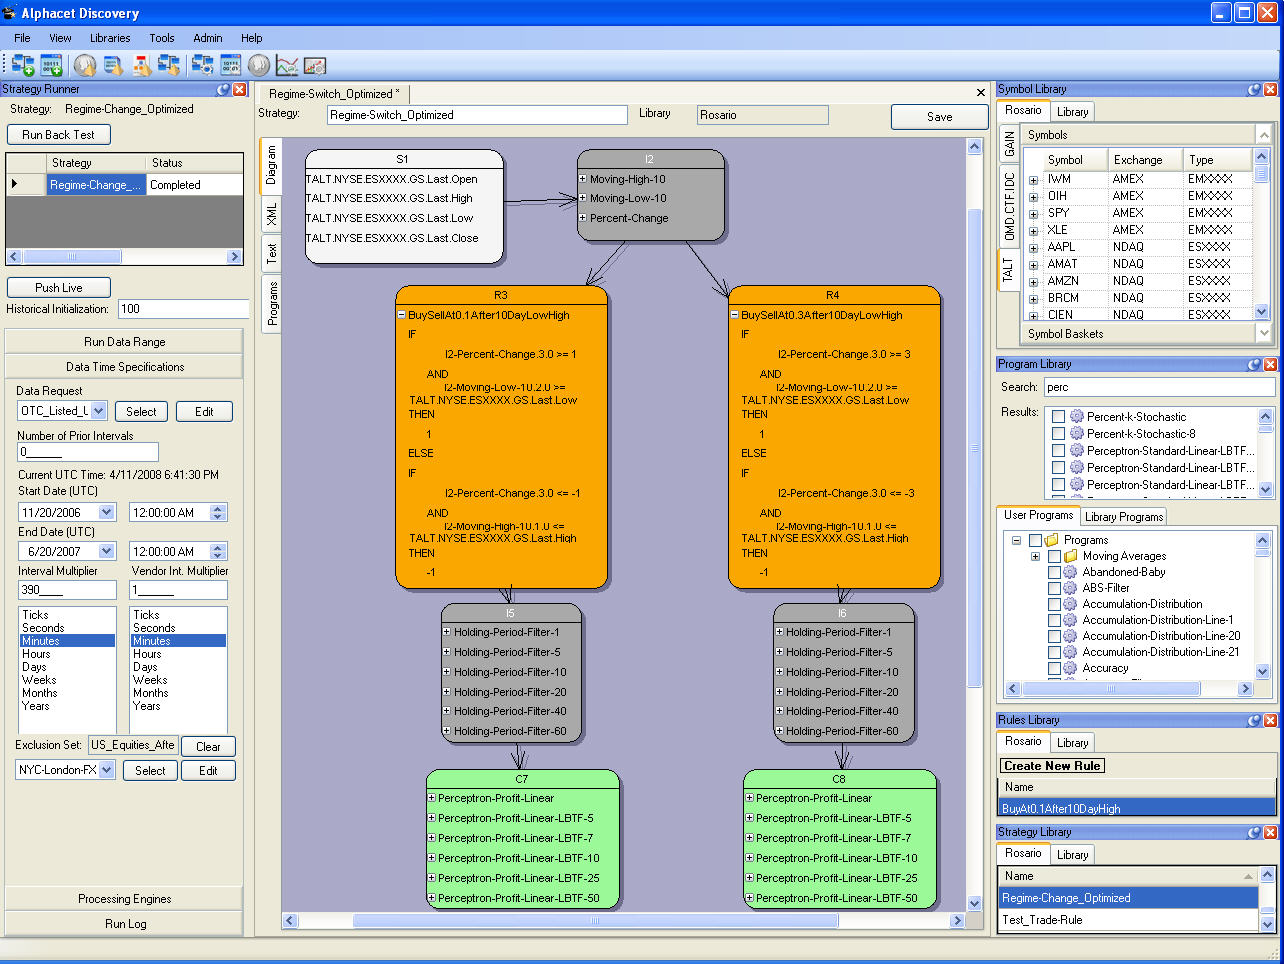 Alphacet Discovery
File View Libraries Tools Admin Help
Strategy Runner
Strategy: Regime-Change_Optimized
Run Back Test
Strategy Status
Regime-Change_... Completed
Push Live
Historical Initialization: 100
Run Data Range
Data Time Specifications
Data Request
OTC_Listed_U Select Edit
Number of Prior Intervals
0_____
Current UTC Time: 4/11/2008 6:41:30 PM
Start Date (UTC)
11/20/2006 12:00:00 AM
End Date (UTC)
6/20/2007 12:00:00 AM
Interval Multiplier Vendor Int. Multiplier
390___ 1_____
Ticks Ticks
Seconds Seconds
Minutes Minutes
Hours Hours
Days Days
Weeks Weeks
Months Months
Years Years
Exclusion Set: US_Equities_Afte Clear
NYC-London-FX Select Edit
Processing Engines
Run Log
Regime-Switch_Optimized *
Strategy: Regime-Switch_Optimized Library Rosario Save
Diagram
XML
Text
Programs
S1
TALT.NYSE.ESXXXX.GS.Last.Open
TALT.NYSE.ESXXXX.GS.Last.High
TALT.NYSE.ESXXXX.GS.Last.Low
TALT.NYSE.ESXXXX.GS.Last.Close
I2
Moving-High-10
Moving-Low-10
Percent-Change
R3
BuySellAt0.1After10DayLowHigh
IF
I2-Percent-Change.3.0 >= 1
AND
I2-Moving-Low-10.2.0 >=
TALT.NYSE.ESXXXX.GS.Last.Low
THEN
1
ELSE
IF
I2-Percent-Change.3.0 <= -1
AND
I2-Moving-High-10.1.0 <=
TALT.NYSE.ESXXXX.GS.Last.High
THEN
-1
R4
BuySellAt0.3After10DayLowHigh
IF
I2-Percent-Change.3.0 >= 3
AND
I2-Moving-Low-10.2.0 >=
TALT.NYSE.ESXXXX.GS.Last.Low
THEN
1
ELSE
IF
I2-Percent-Change.3.0 <= -3
AND
I2-Moving-High-10.1.0 <=
TALT.NYSE.ESXXXX.GS.Last.High
THEN
-1
I5
Holding-Period-Filter-1
Holding-Period-Filter-5
Holding-Period-Filter-10
Holding-Period-Filter-20
Holding-Period-Filter-40
Holding-Period-Filter-60
I6
Holding-Period-Filter-1
Holding-Period-Filter-5
Holding-Period-Filter-10
Holding-Period-Filter-20
Holding-Period-Filter-40
Holding-Period-Filter-60
C7
Perceptron-Profit-Linear
Perceptron-Profit-Linear-LBTF-5
Perceptron-Profit-Linear-LBTF-7
Perceptron-Profit-Linear-LBTF-10
Perceptron-Profit-Linear-LBTF-25
Perceptron-Profit-Linear-LBTF-50
C8
Perceptron-Profit-Linear
Perceptron-Profit-Linear-LBTF-5
Perceptron-Profit-Linear-LBTF-7
Perceptron-Profit-Linear-LBTF-10
Perceptron-Profit-Linear-LBTF-25
Perceptron-Profit-Linear-LBTF-50
Symbol Library
Rosario Library
GAIN
OMD.CTF.IDC
TALT
Symbols
Symbol Exchange Type
IWM AMEX EMXXXX
OIH AMEX EMXXXX
SPY AMEX EMXXXX
XLE AMEX EMXXXX
AAPL NDAQ ESXXXX
AMAT NDAQ ESXXXX
AMZN NDAQ ESXXXX
BRCM NDAQ ESXXXX
CIEN NDAQ ESXXXX
Symbol Baskets
Program Library
Search: perc
Results:
Percent-k-Stochastic
Percent-k-Stochastic-8
Perceptron-Standard-Linear-LBTF...
Perceptron-Standard-Linear-LBTF...
Perceptron-Standard-Linear-LBTF...
User Programs Library Programs
Programs
Moving Averages
Abandoned-Baby
ABS-Filter
Accumulation-Distribution
Accumulation-Distribution-Line-1
Accumulation-Distribution-Line-20
Accumulation-Distribution-Line-21
Accuracy
Rules Library
Rosario Library
Create New Rule
Name
BuyAt0.1After10DayHigh
Strategy Library
Rosario Library
Name
Regime-Change_Optimized
Test_Trade-Rule